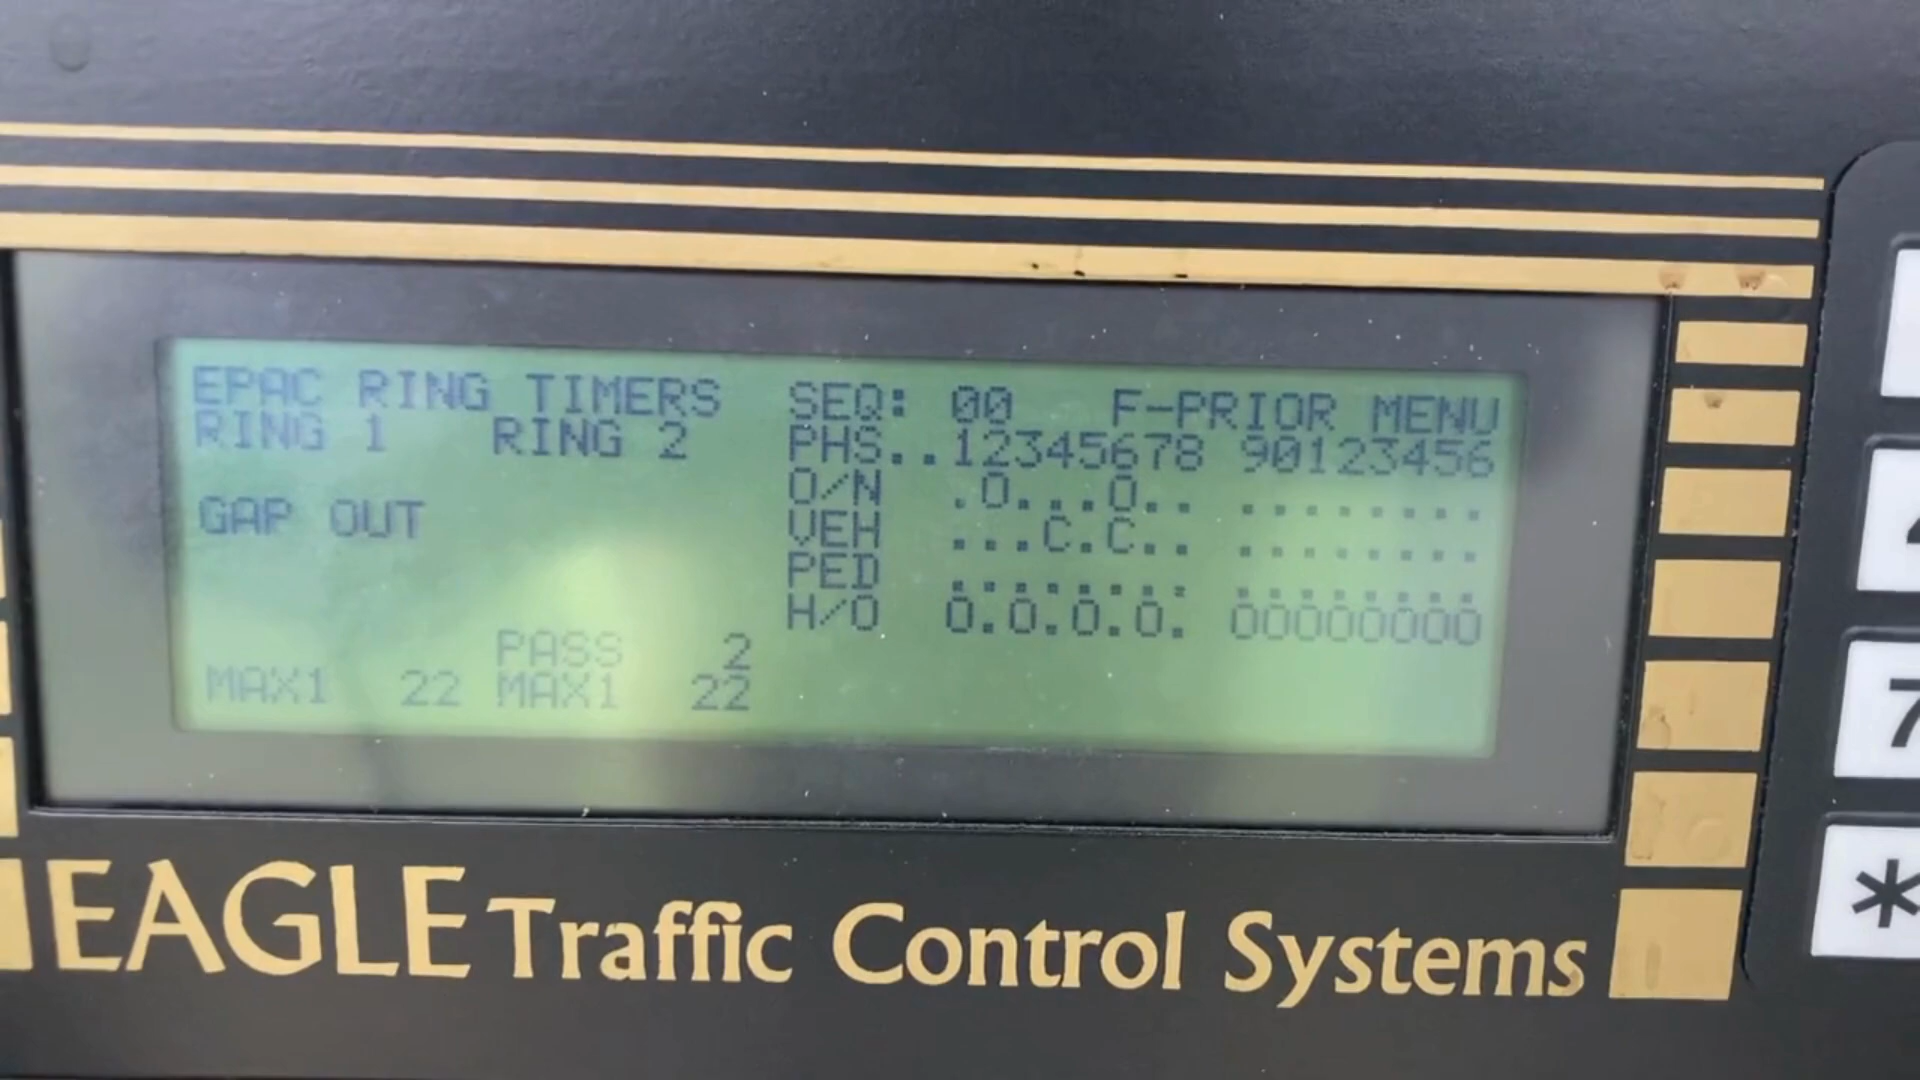 EPAC RING TIMERS SEQ: 00 F-PRIOR MENU
RING 1 RING 2 PHS..12345678 90123456
O/N .O...O.. ........
GAP OUT VEH ...C.C.. ........
PED ........ ........
H/O O.O.O.O. OOOOOOOO
PASS 2
MAX1 22 MAX1 22
EAGLE Traffic Control Systems
7
*